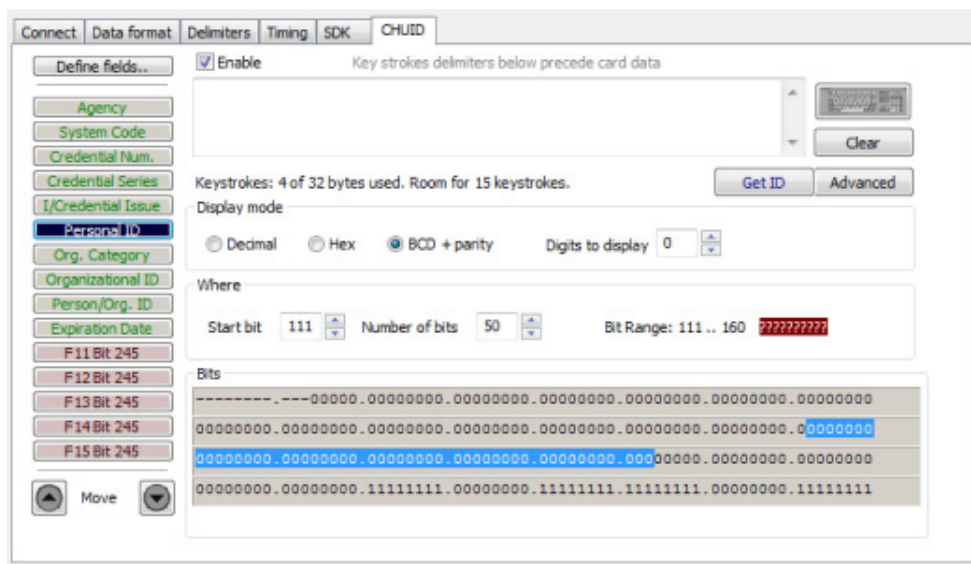 Connect Data format Delimiters Timing SDK CHUID
Define fields..
Enable Key strokes delimiters below precede card data
Agency
System Code
Credential Num.
Clear
Credential Series
Keystrokes: 4 of 32 bytes used. Room for 15 keystrokes.
Get ID Advanced
I/Credential Issue
Display mode
Personal ID
Decimal Hex BCD + parity Digits to display 0
Org. Category
Organizational ID
Where
Person/Org. ID
Expiration Date
Start bit 111 Number of bits 50 Bit Range: 111 .. 160 ??????????
F11 Bit 245
F12 Bit 245
Bits
F13 Bit 245
--------.---00000.00000000.00000000.00000000.00000000.00000000.00000000
F14 Bit 245
00000000.00000000.00000000.00000000.00000000.00000000.00000000.00000000
F15 Bit 245
00000000.00000000.00000000.00000000.00000000.00000000.00000000.00000000
Move
00000000.00000000.11111111.00000000.11111111.11111111.00000000.11111111